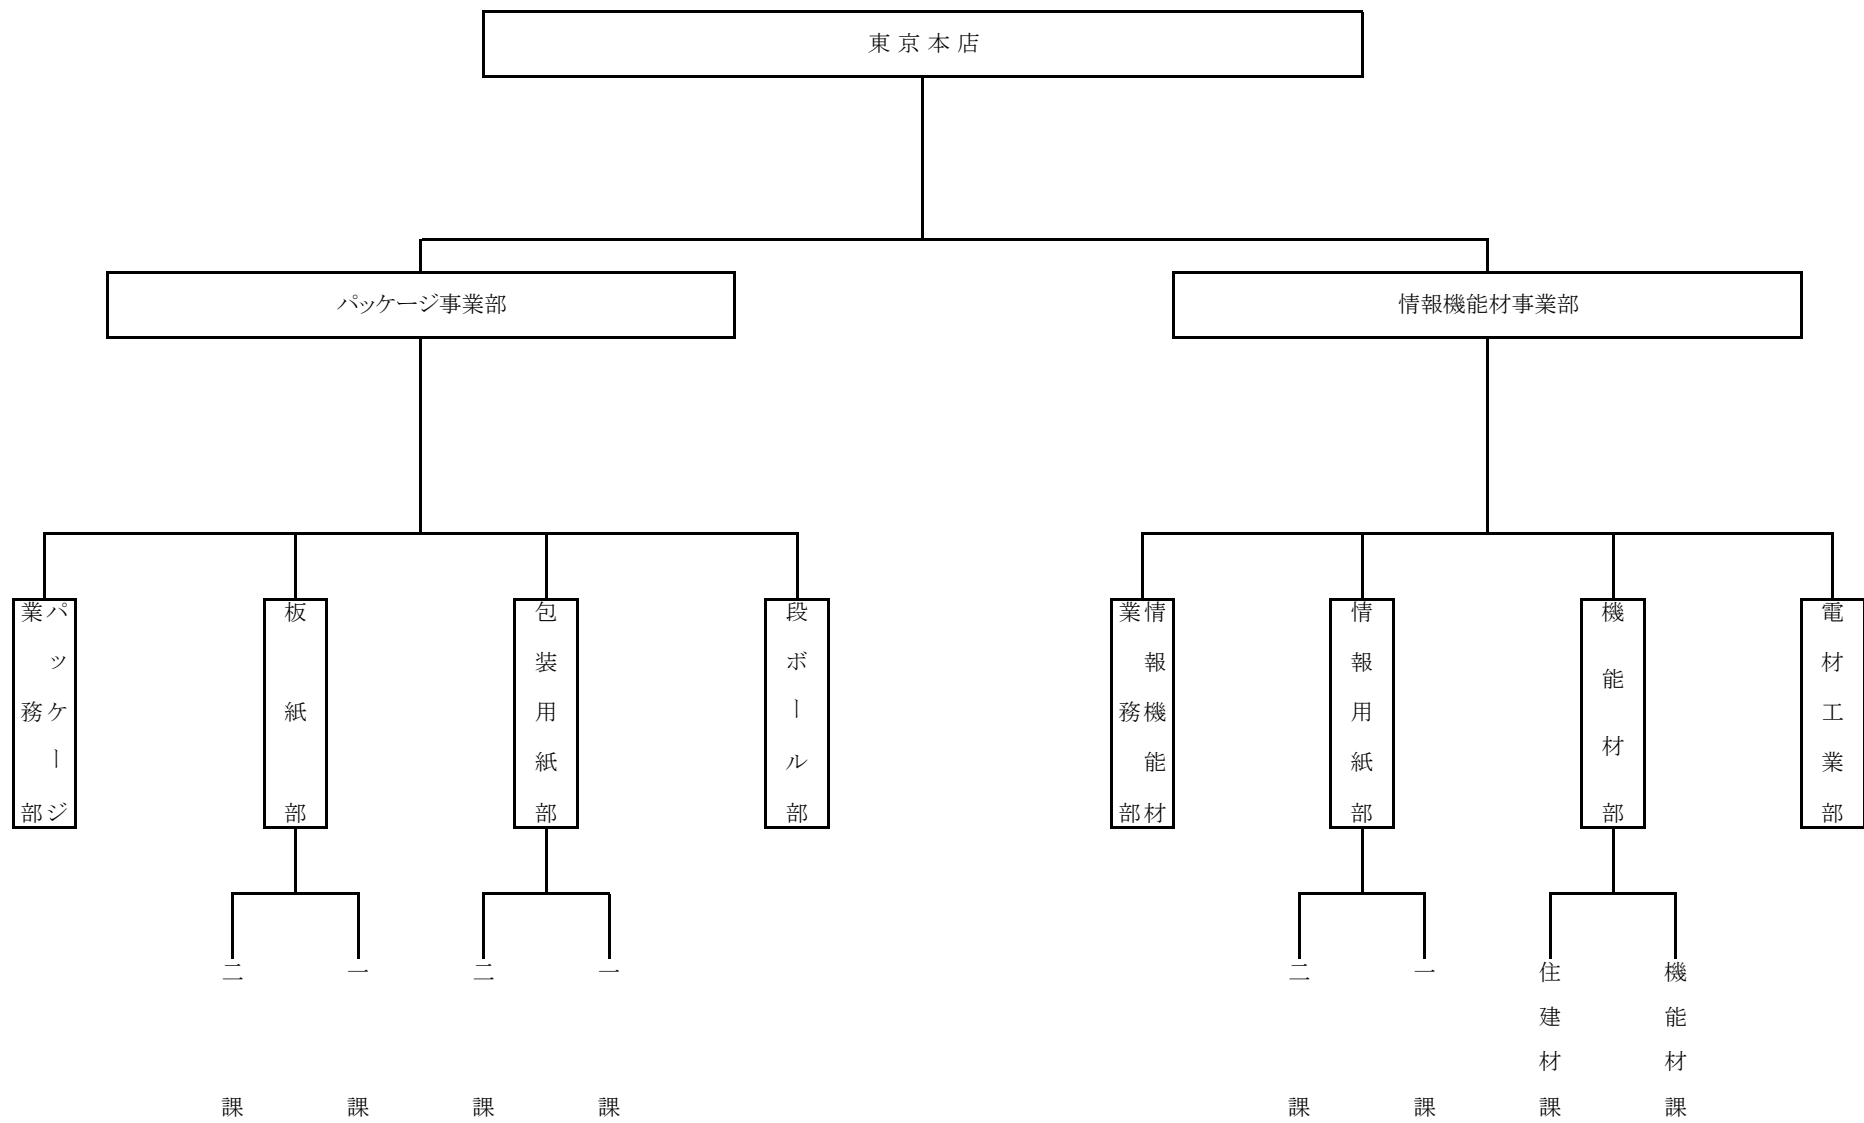 東京本店
パッケージ事業部
情報機能材事業部
パッケージ
業務部
板紙部
包装用紙部
段ボール部
情報機能材
業務部
情報用紙部
機能材部
電材工業部
二課
一課
二課
一課
二課
一課
住建材課
機能材課